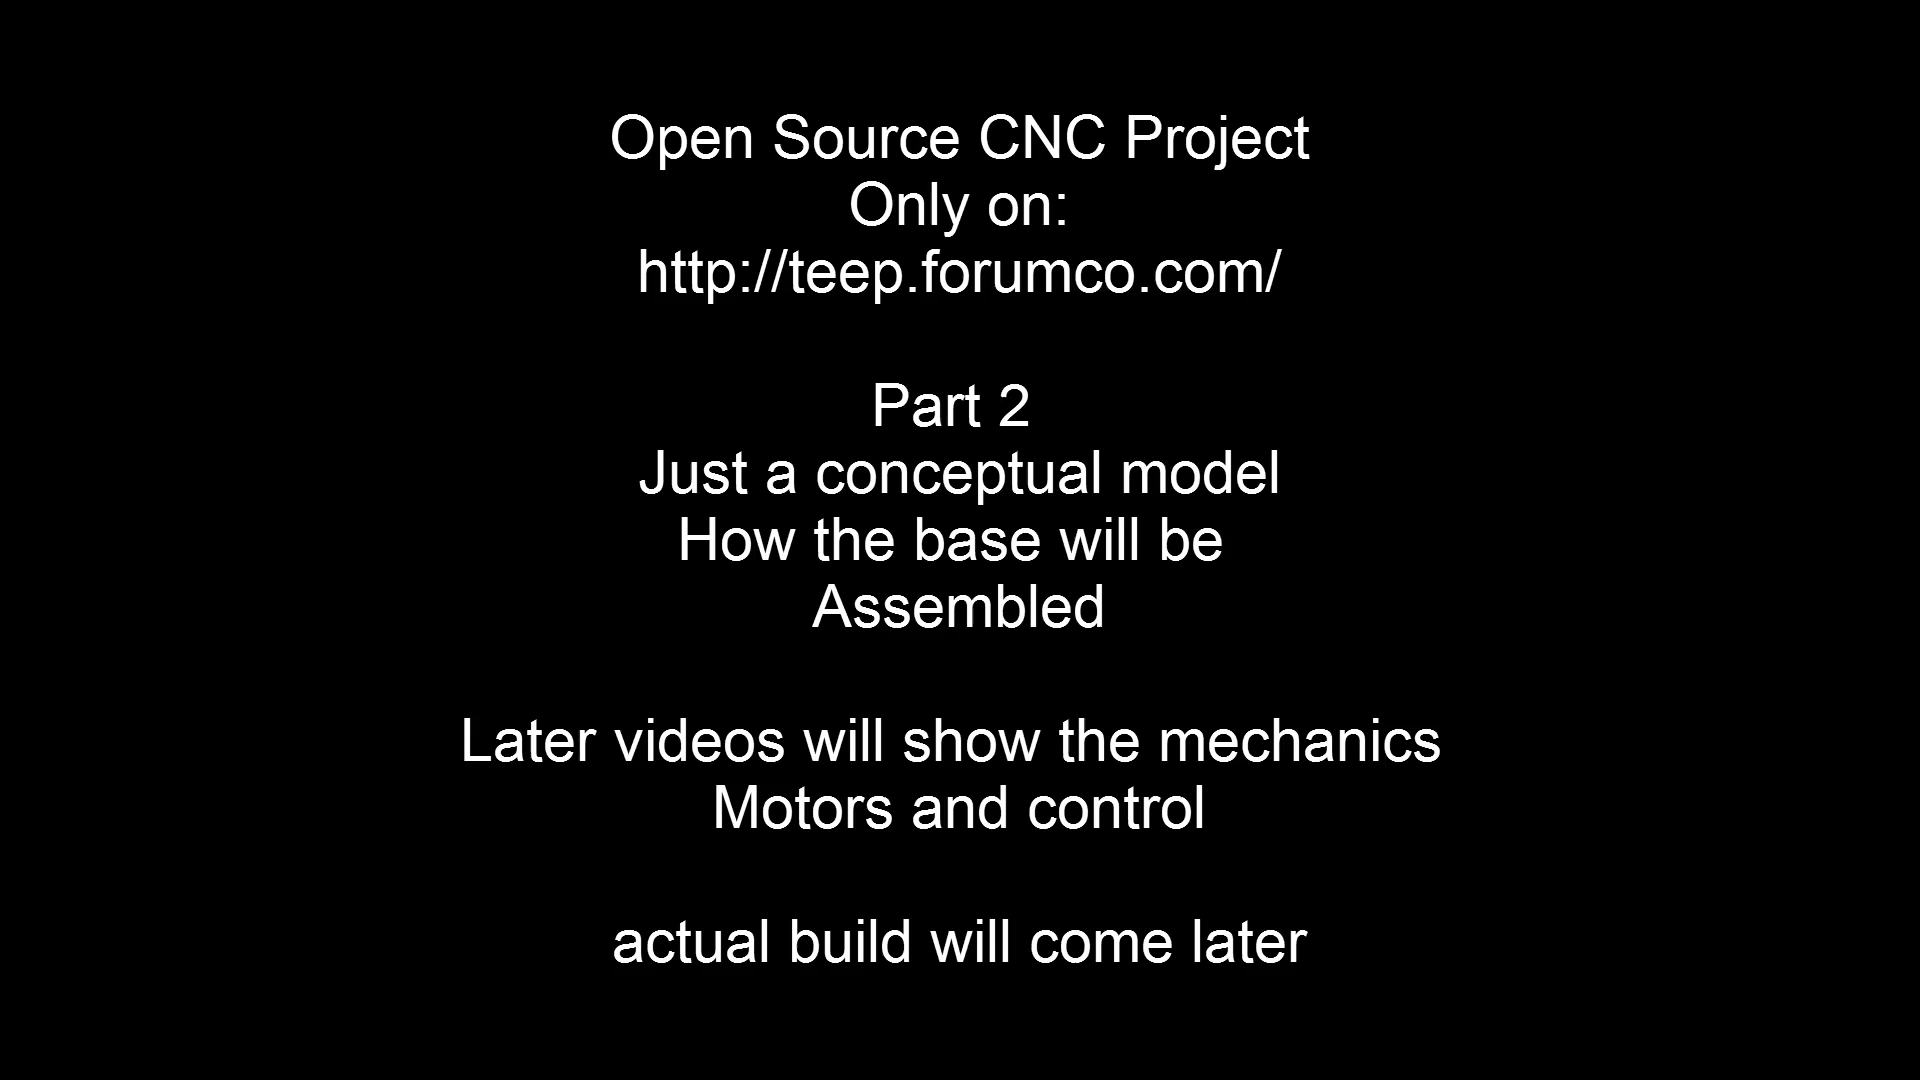 Open Source CNC Project
Only on:
http://teep.forumco.com/
Part 2
Just a conceptual model
How the base will be
Assembled
Later videos will show the mechanics
Motors and control
actual build will come later